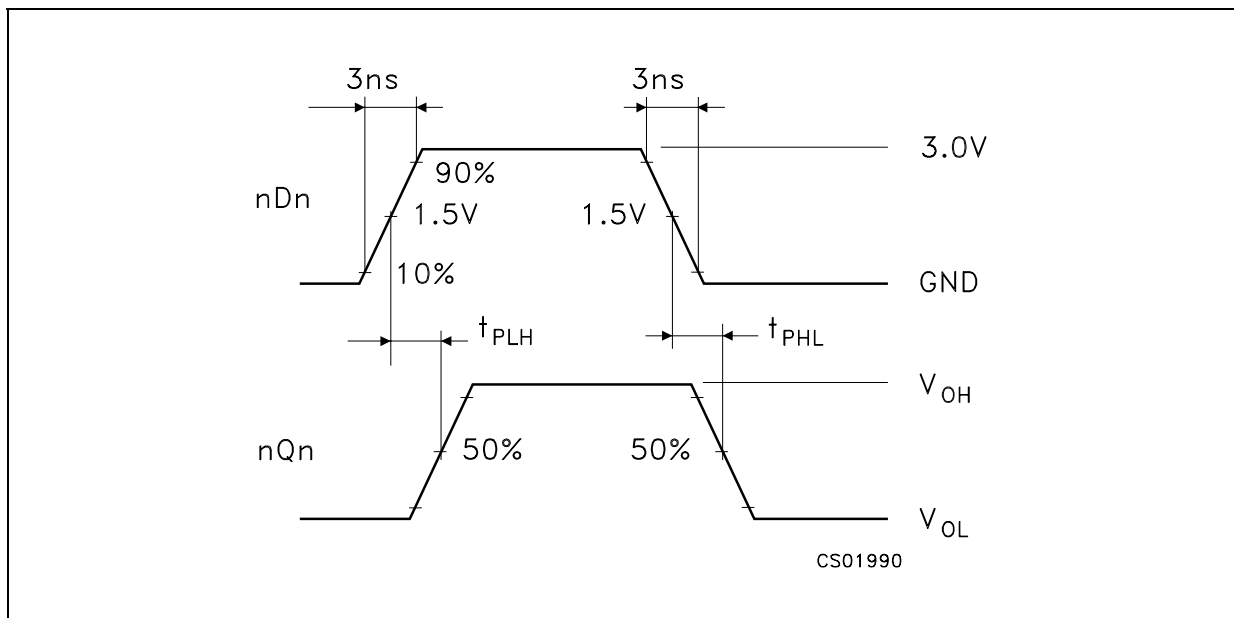 3ns 3ns
3.0V
90%
nDn 1.5V 1.5V
10% GND
tPLH tPHL
VOH
nQn 50% 50%
VOL
CS01990